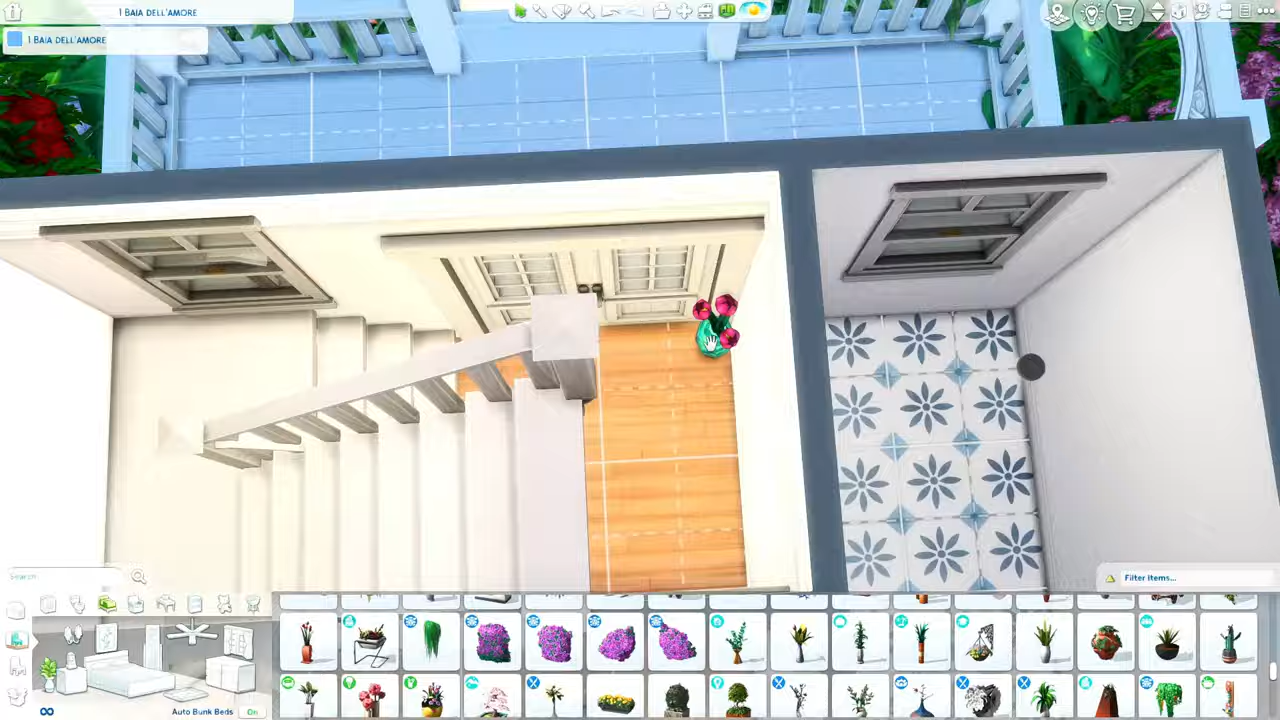 1 BAIA DELL'AMORE
1 BAIA DELL'AMORE
Search
Filter Items...
Auto Bunk Beds
On